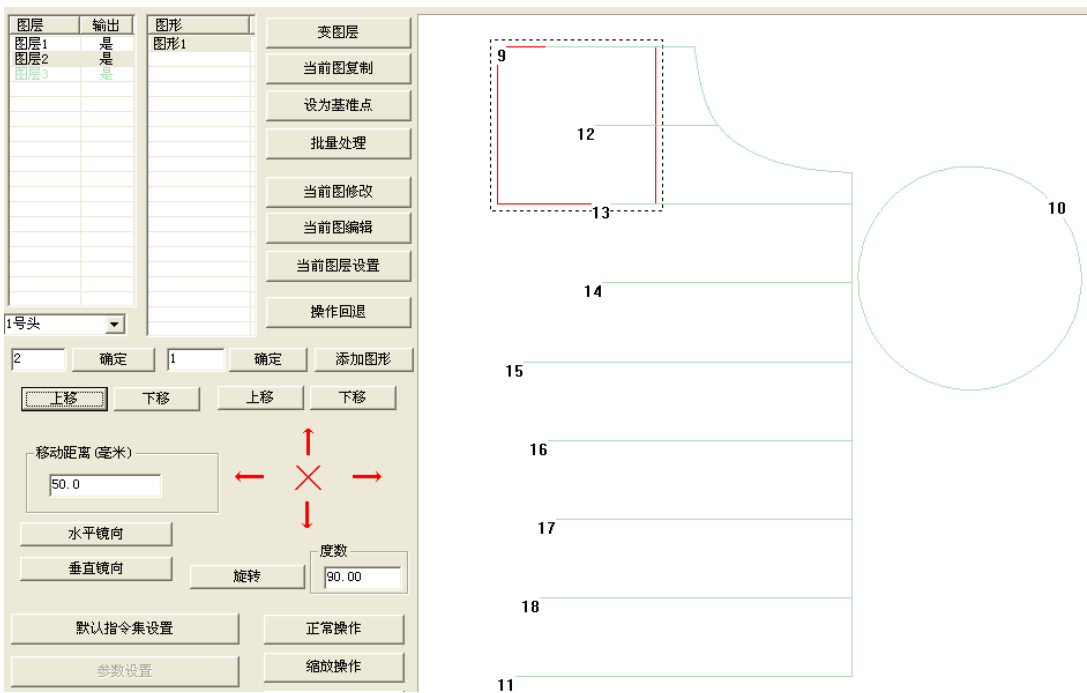 图层 输出
图层1 是
图层2 是
图层3 是
1号头
图形
图形1
变图层
当前图复制
设为基准点
批量处理
当前图修改
当前图编辑
当前图层设置
操作回退
2 确定 1 确定 添加图形
上移 下移 上移 下移
移动距离(毫米)
50.0
水平镜向
垂直镜向
旋转
度数
90.00
默认指令集设置 正常操作
参数设置 缩放操作
9
12
13
10
14
15
16
17
18
11